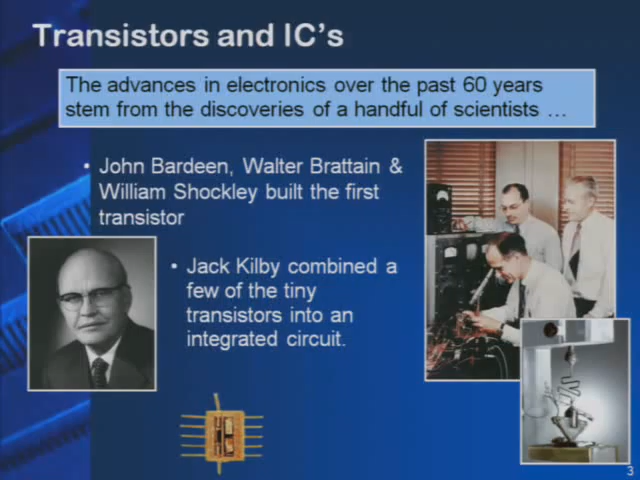 Transistors and IC's
The advances in electronics over the past 60 years
stem from the discoveries of a handful of scientists ...
• John Bardeen, Walter Brattain &
William Shockley built the first
transistor
• Jack Kilby combined a
few of the tiny
transistors into an
integrated circuit.
3